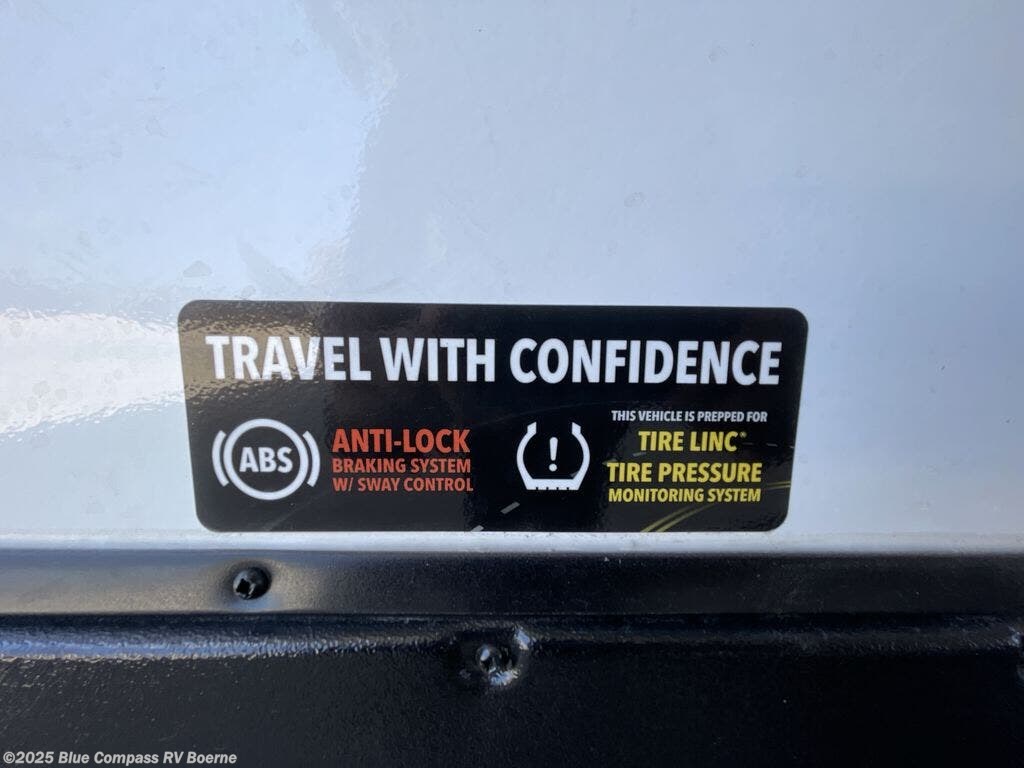 TRAVEL WITH CONFIDENCE
ABS
ANTI-LOCK
BRAKING SYSTEM
W/ SWAY CONTROL
!
THIS VEHICLE IS PREPPED FOR
TIRE LINC®
TIRE PRESSURE
MONITORING SYSTEM
©2025 Blue Compass RV Boerne